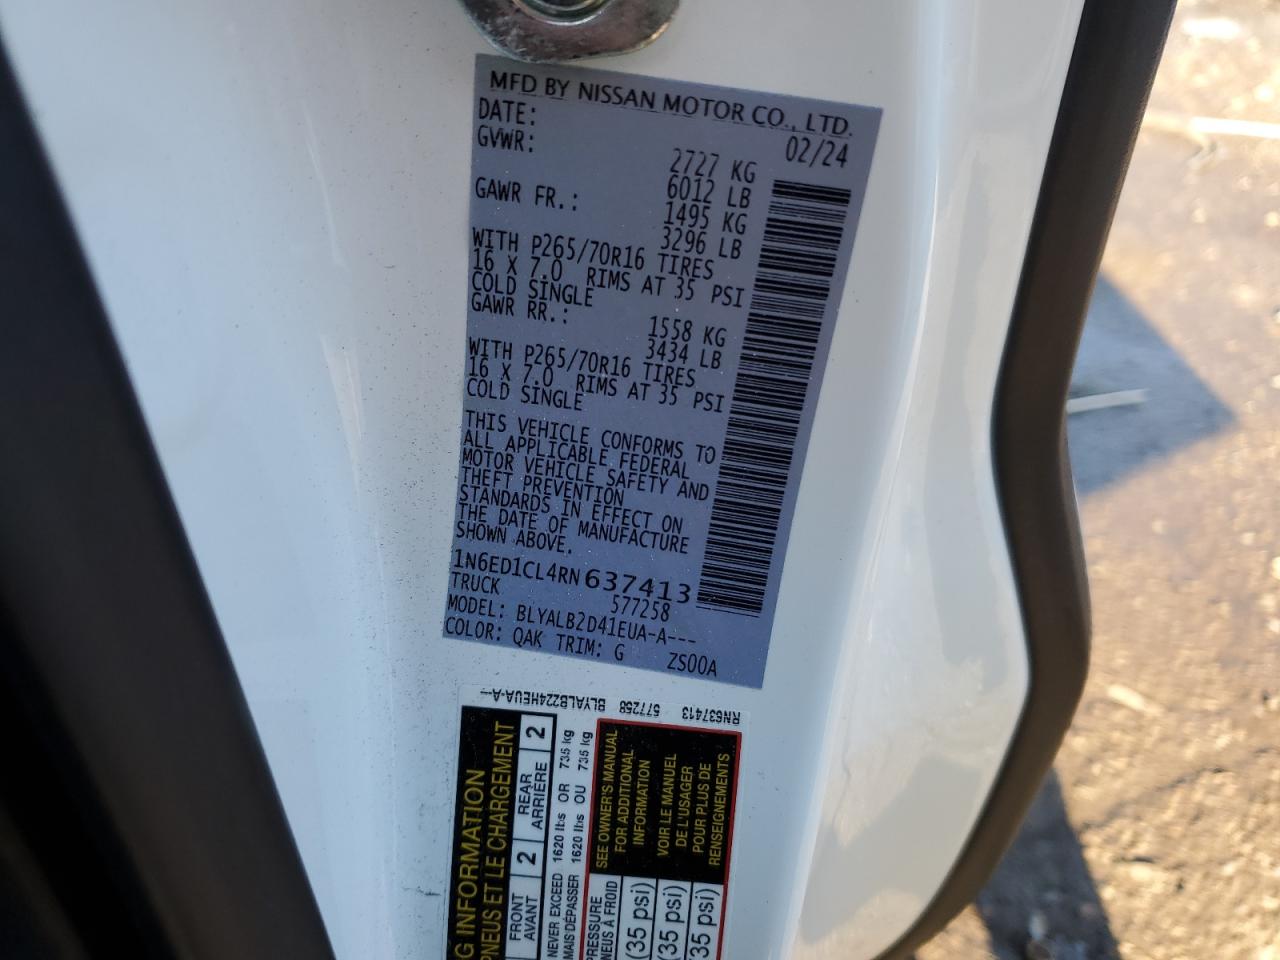 MFD BY NISSAN MOTOR CO., LTD.
DATE: 02/24
GVWR: 2727 KG
6012 LB
GAWR FR.: 1495 KG
3296 LB
WITH P265/70R16 TIRES
16 X 7.0 RIMS AT 35 PSI
COLD SINGLE
GAWR RR.: 1558 KG
3434 LB
WITH P265/70R16 TIRES
16 X 7.0 RIMS AT 35 PSI
COLD SINGLE
THIS VEHICLE CONFORMS TO
ALL APPLICABLE FEDERAL
MOTOR VEHICLE SAFETY AND
THEFT PREVENTION
STANDARDS IN EFFECT ON
THE DATE OF MANUFACTURE
SHOWN ABOVE.
1N6ED1CL4RN637413
TRUCK 577258
MODEL: BLYALB2D41EUA-A---
COLOR: QAK TRIM: G ZS00A
RN637413 577258 BLYALBZZ4HEUA-A---
INFORMATION
PNEUS ET LE CHARGEMENT
FRONT 2 REAR 2
AVANT ARRIÈRE
NEVER EXCEED 1620 lbs OR 735 kg
MAIS DÉPASSER 1620 lbs OU 735 kg
SEE OWNER'S MANUAL
FOR ADDITIONAL
INFORMATION
VOIR LE MANUEL
DE L'USAGER
POUR PLUS DE
RENSEIGNEMENTS
PRESSURE
À FROID
(35 psi)
(35 psi)
(35 psi)